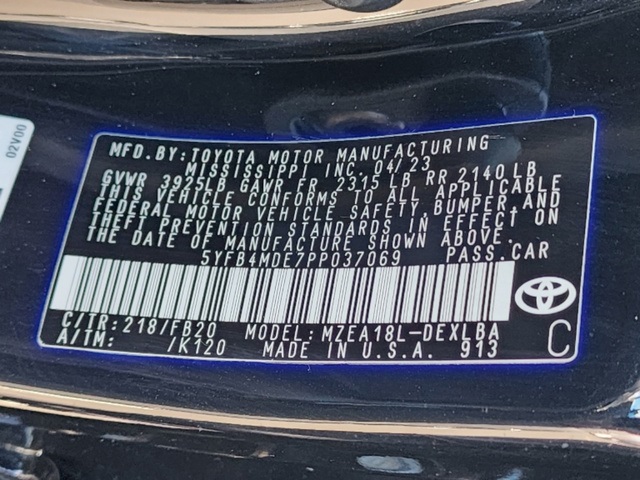 02V00
MFD.BY:TOYOTA MOTOR MANUFACTURING
MISSISSIPPI INC. 04/23
GVWR 3925LB GAWR FR 2315 LB RR 2140LB
THIS VEHICLE CONFORMS TO ALL APPLICABLE
FEDERAL MOTOR VEHICLE SAFETY, BUMPER, AND
THEFT PREVENTION STANDARDS IN EFFECT ON
THE DATE OF MANUFACTURE SHOWN ABOVE.
5YFB4MDE7PP037069 PASS.CAR
C/TR:218/FB20 MODEL:MZEA18L-DEXLBA
A/TM: /K120 MADE IN U.S.A. 913
C